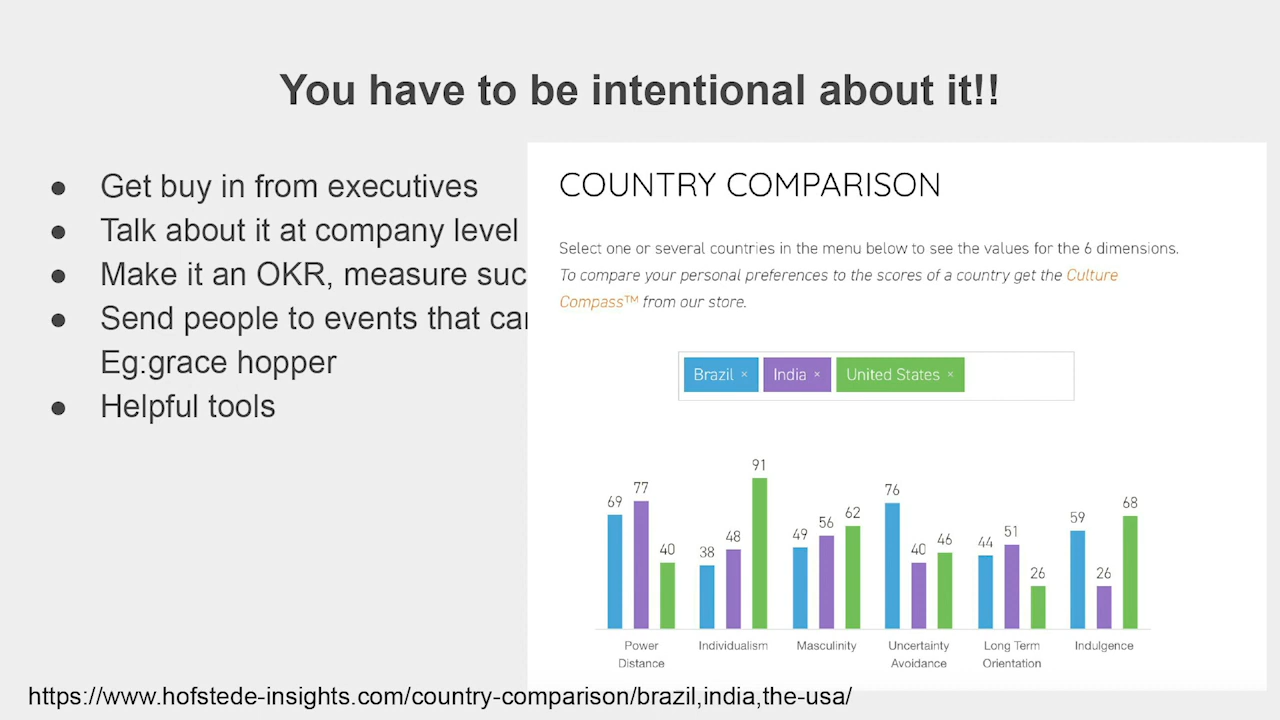 You have to be intentional about it!!
● Get buy in from executives
● Talk about it at company level
● Make it an OKR, measure suc
● Send people to events that
Eg:grace hopper
● Helpful tools
COUNTRY COMPARISON
Select one or several countries in the menu below to see the values for the 6 dimensions.
To compare your personal preferences to the scores of a country get the Culture
Compass™ from our store.
Brazil × India × United States ×
69 77 40 38 48 91 49 56 62 76 40 46 44 51 26 59 26 68
Power Distance
Individualism
Masculinity
Uncertainty Avoidance
Long Term Orientation
Indulgence
https://www.hofstede-insights.com/country-comparison/brazil,india,the-usa/